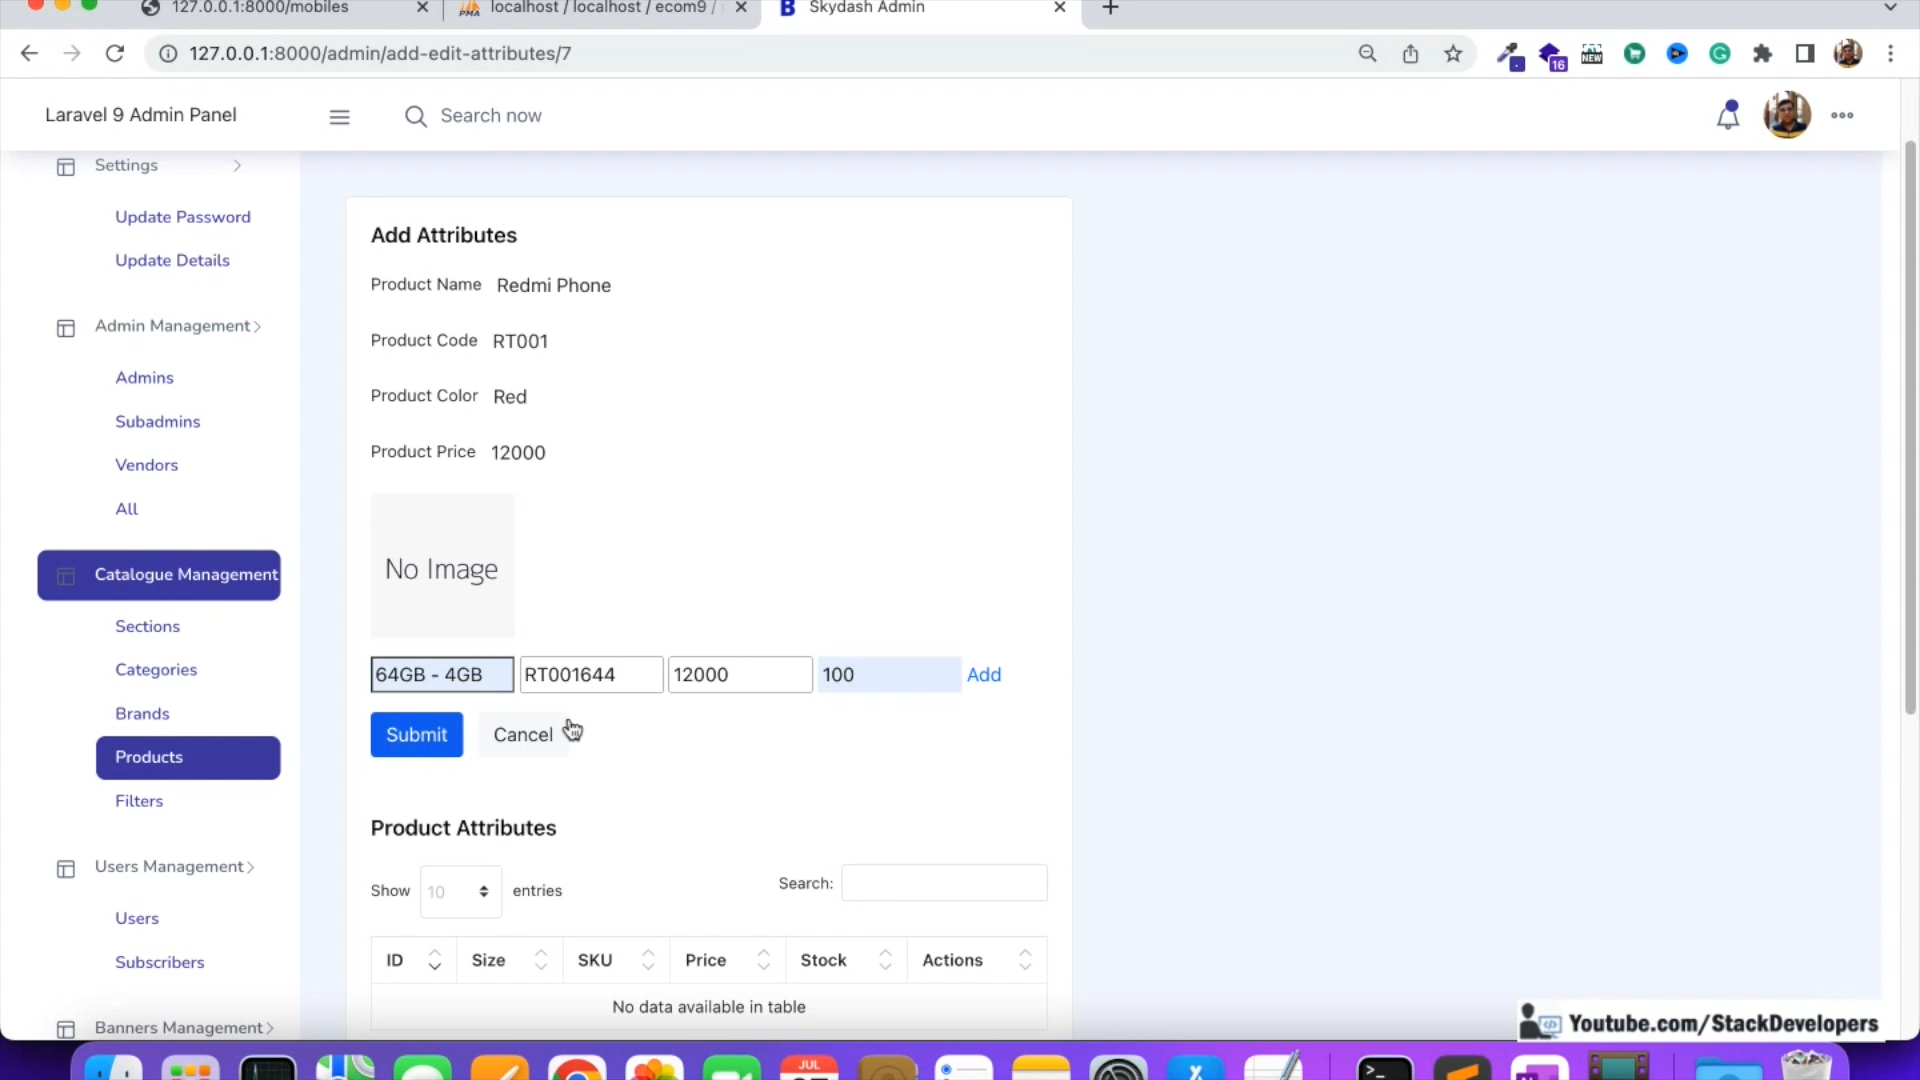 127.0.0.1:8000/mobiles
localhost / localhost / ecom9 /
Skydash Admin
127.0.0.1:8000/admin/add-edit-attributes/7
16
NEW
Laravel 9 Admin Panel
Search now
Settings
Update Password
Update Details
Admin Management
Admins
Subadmins
Vendors
All
Catalogue Management
Sections
Categories
Brands
Products
Filters
Users Management
Users
Subscribers
Banners Management
Add Attributes
Product Name Redmi Phone
Product Code RT001
Product Color Red
Product Price 12000
No Image
64GB - 4GB RT001644 12000 100 Add
Submit Cancel
Product Attributes
Show 10 entries Search:
ID Size SKU Price Stock Actions
No data available in table
Youtube.com/StackDevelopers
JUL